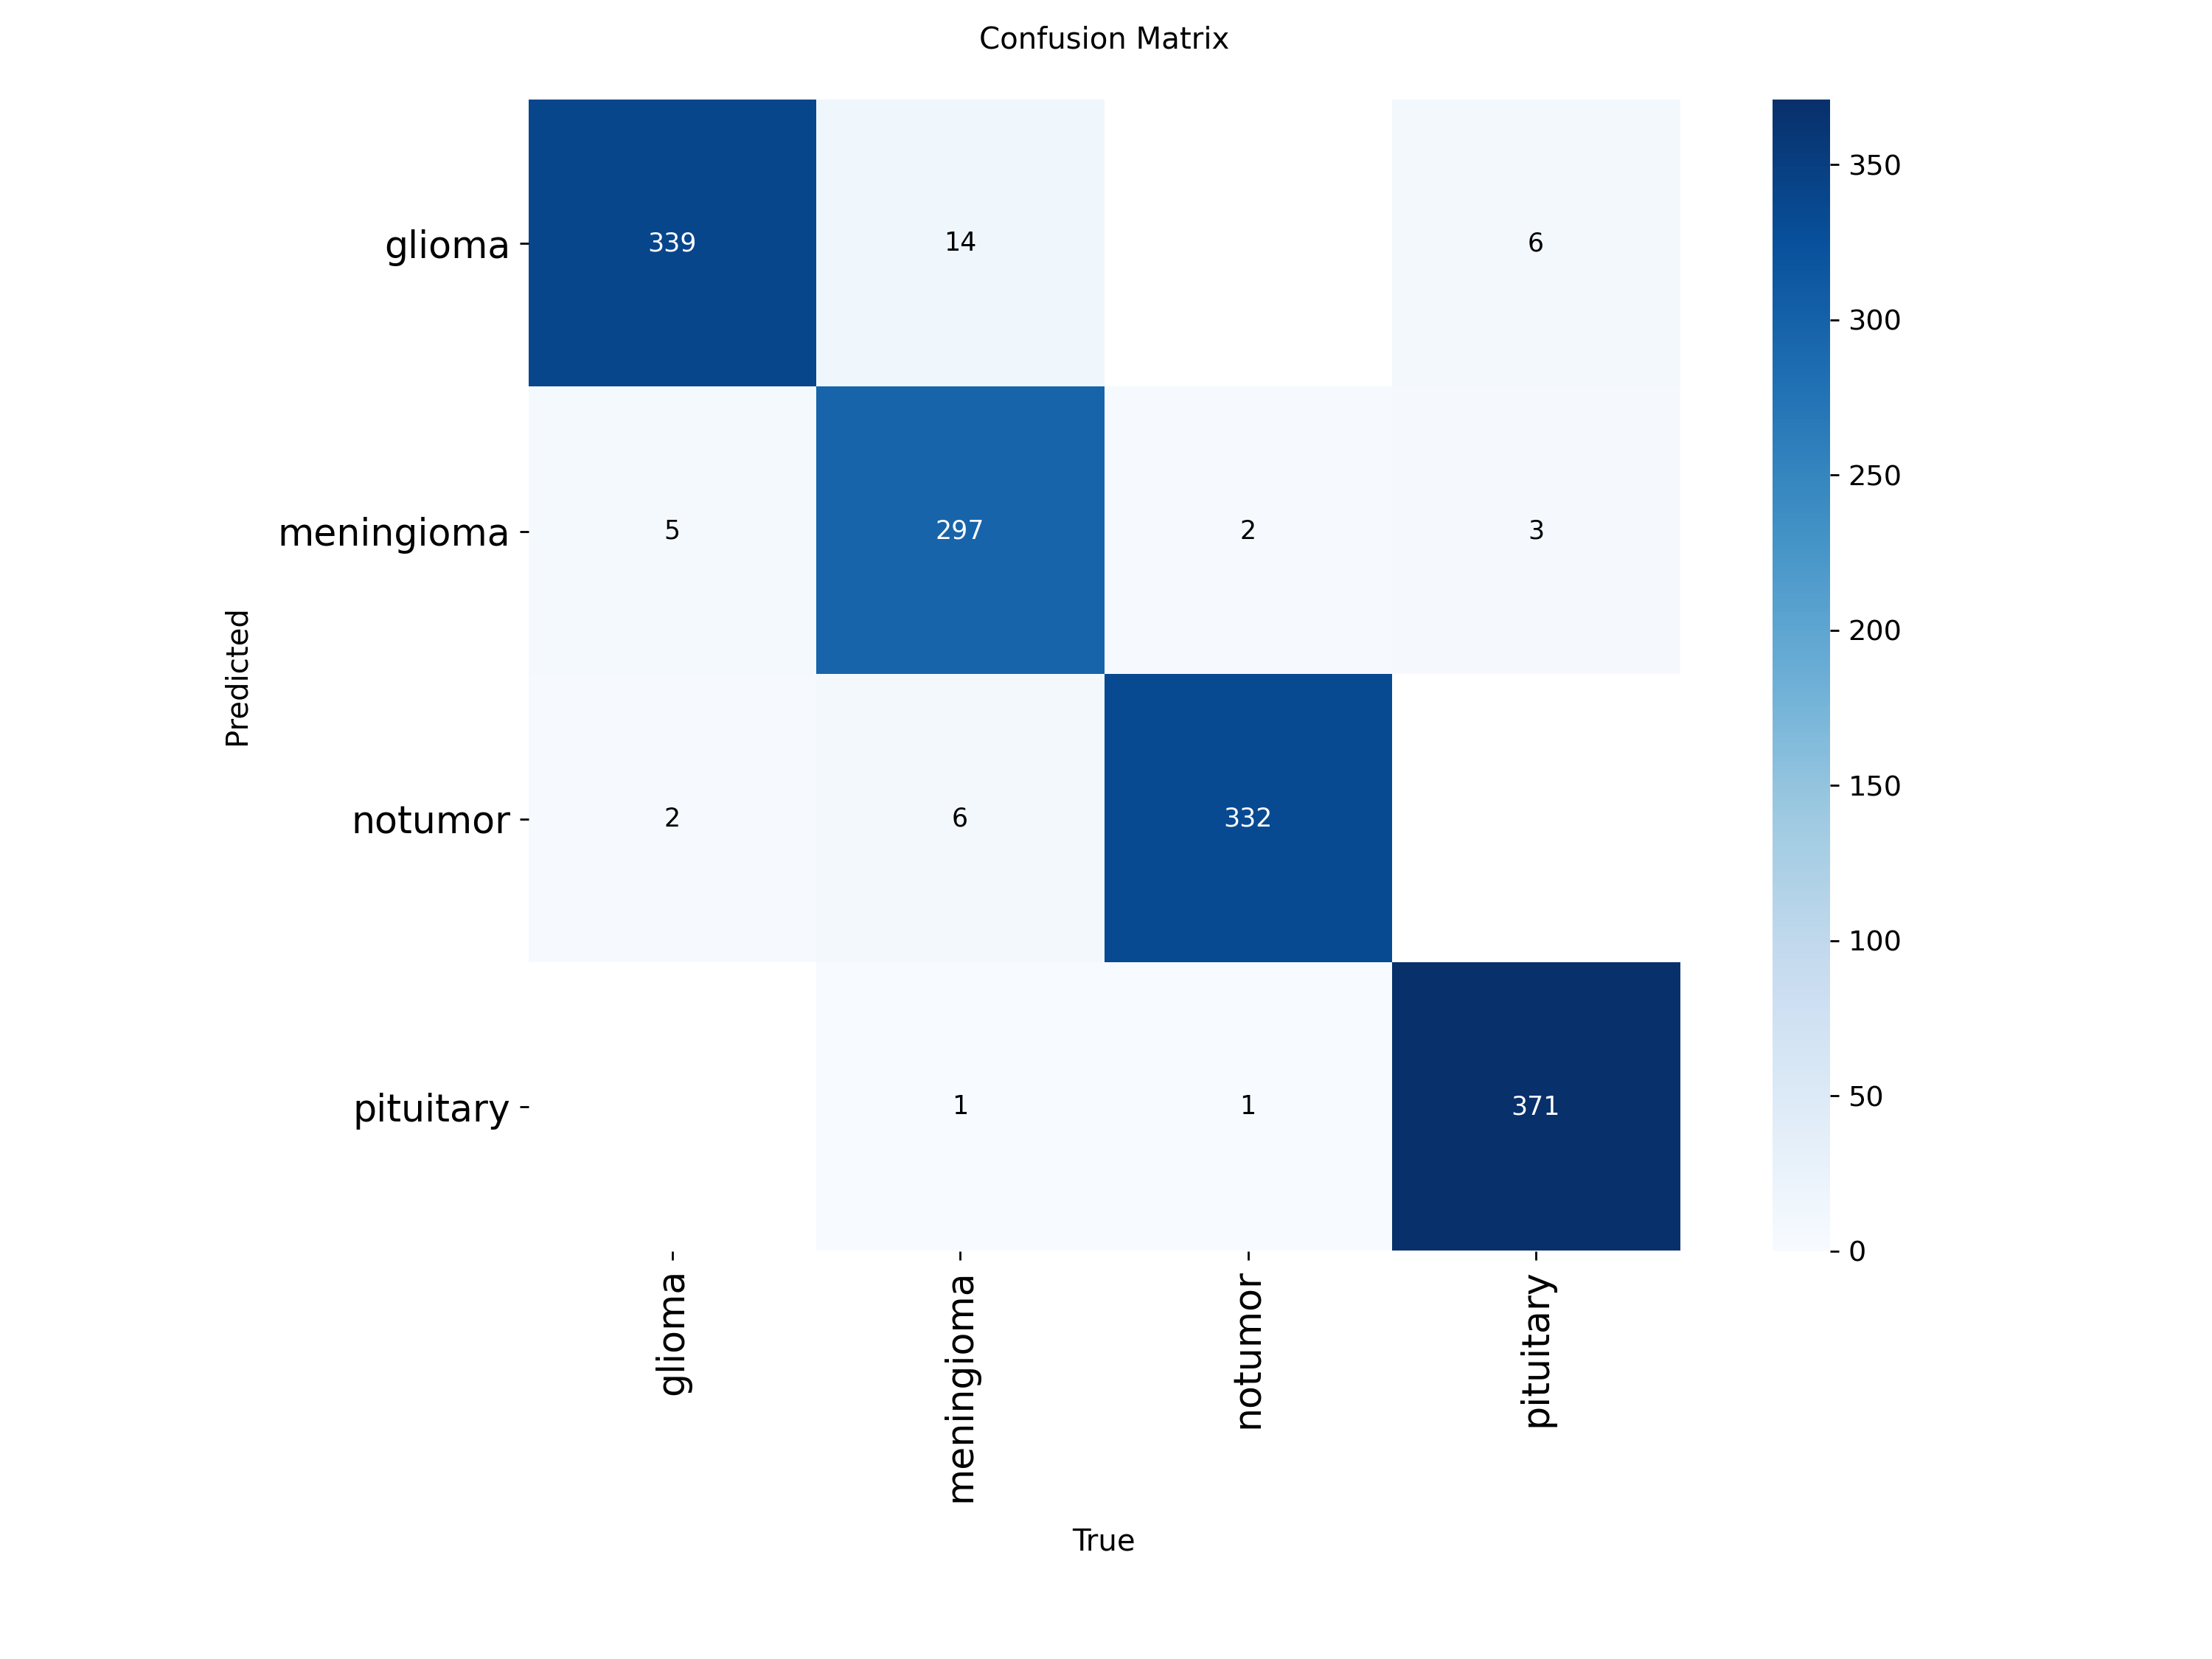 Confusion Matrix
glioma
339
14
6
meningioma
5
297
2
3
notumor
2
6
332
pituitary
1
1
371
Predicted
glioma
meningioma
notumor
pituitary
True
350
300
250
200
150
100
50
0